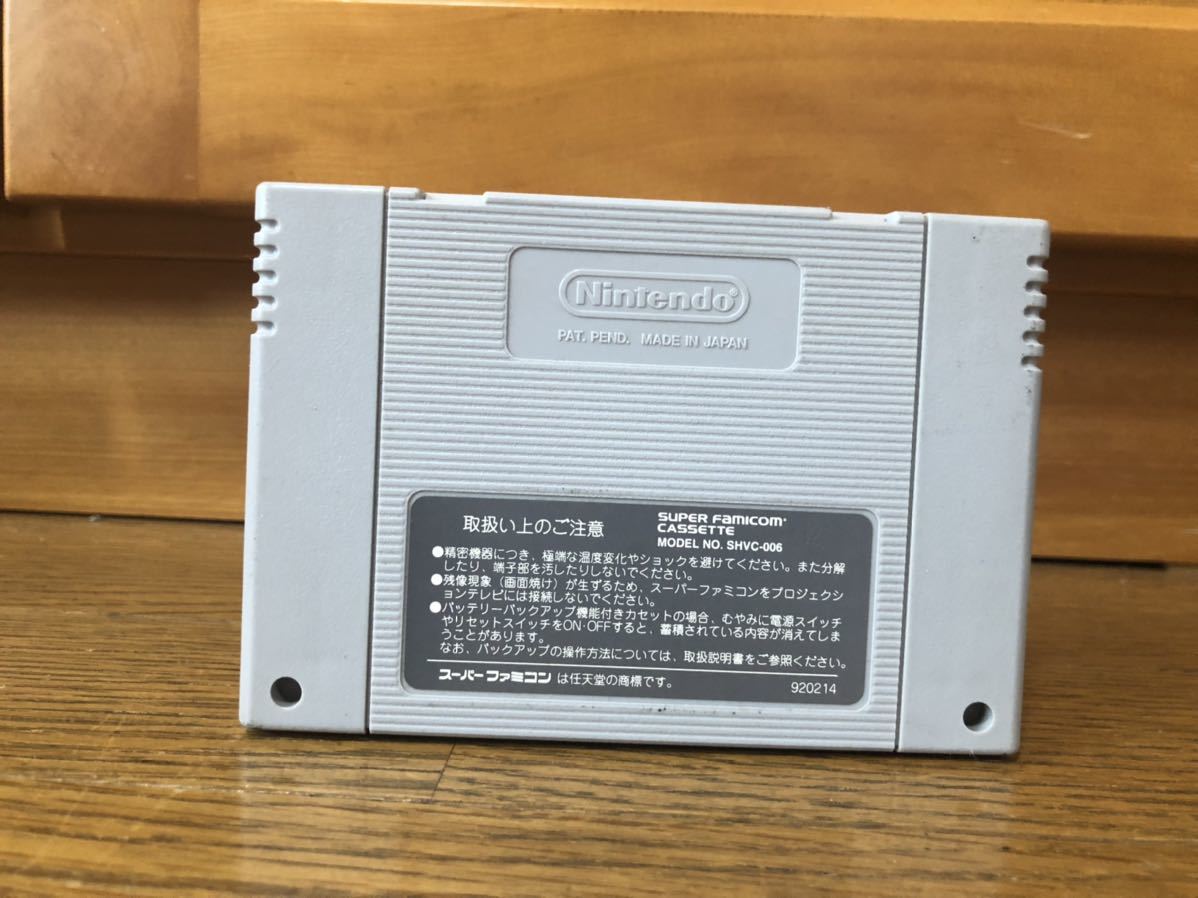 Nintendo®
PAT. PEND. MADE IN JAPAN
取扱い上のご注意
SUPER FAMICOM
CASSETTE
MODEL NO. SHVC-006
●精密機器につき、極端な温度変化やショックを避けてください。また分解
したり、端子部を汚したりしないでください。
●残像現象（画面焼け）が生ずるため、スーパーファミコンをプロジェクシ
ョンテレビには接続しないでください。
●バッテリーバックアップ機能付きカセットの場合、むやみに電源スイッチ
やリセットスイッチをON·OFFすると、蓄積されている内容が消えてしま
うことがあります。
なお、バックアップの操作方法については、取扱説明書をご参照ください。
スーパーファミコン は任天堂の商標です。
920214